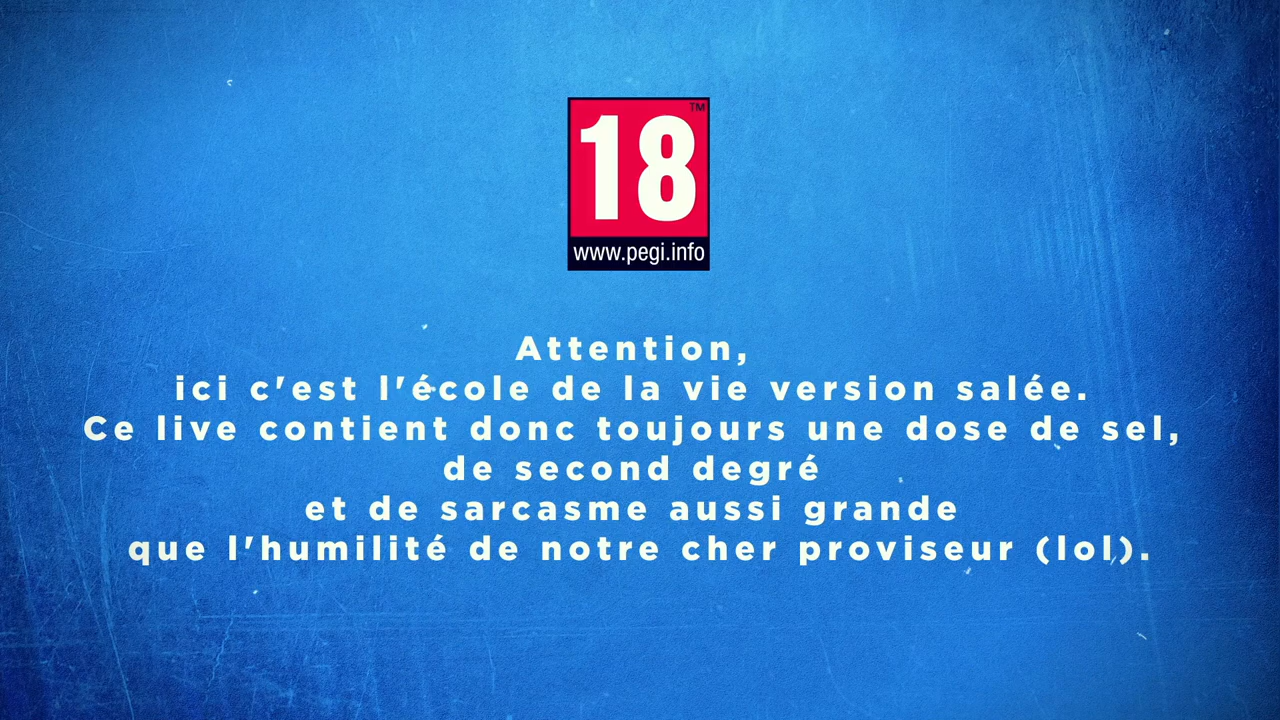 18
TM
www.pegi.info
Attention,
ici c'est l'école de la vie version salée.
Ce live contient donc toujours une dose de sel,
de second degré
et de sarcasme aussi grande
que l'humilité de notre cher proviseur (lol).